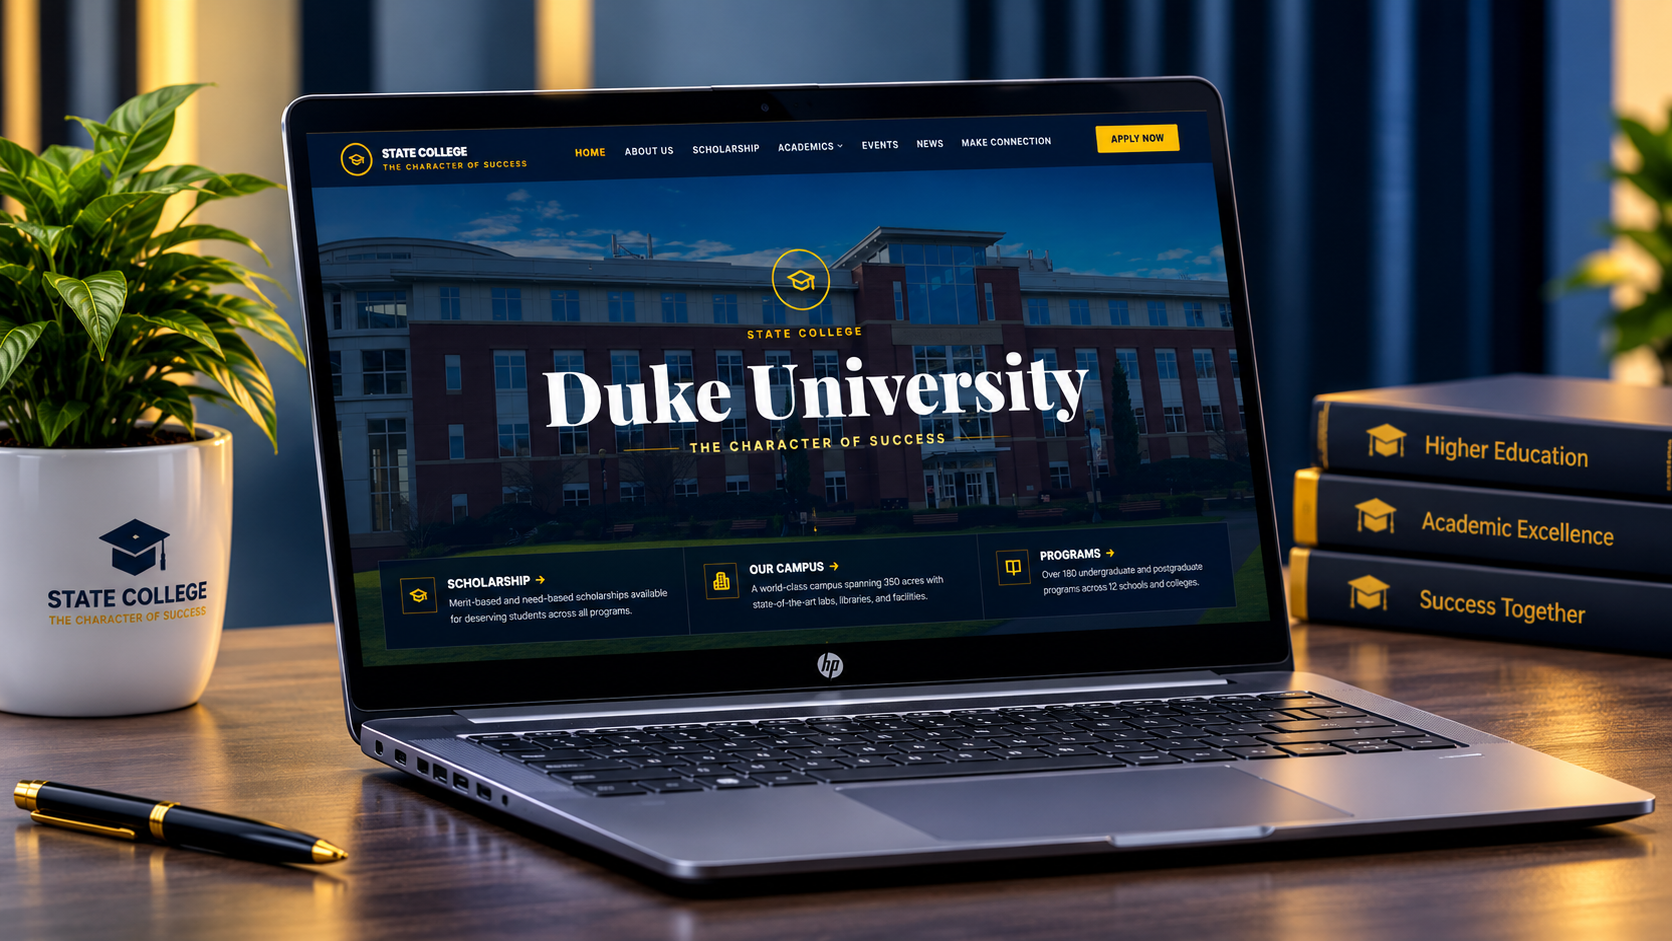 STATE COLLEGE
THE CHARACTER OF SUCCESS
HOME
ABOUT US
SCHOLARSHIP
ACADEMICS
EVENTS
NEWS
MAKE CONNECTION
APPLY NOW
STATE COLLEGE
Duke University
THE CHARACTER OF SUCCESS
SCHOLARSHIP →
Merit-based and need-based scholarships available
for deserving students across all programs.
OUR CAMPUS →
A world-class campus spanning 350 acres with
state-of-the-art labs, libraries, and facilities.
PROGRAMS →
Over 180 undergraduate and postgraduate
programs across 12 schools and colleges.
hp
STATE COLLEGE
THE CHARACTER OF SUCCESS
Higher Education
Academic Excellence
Success Together